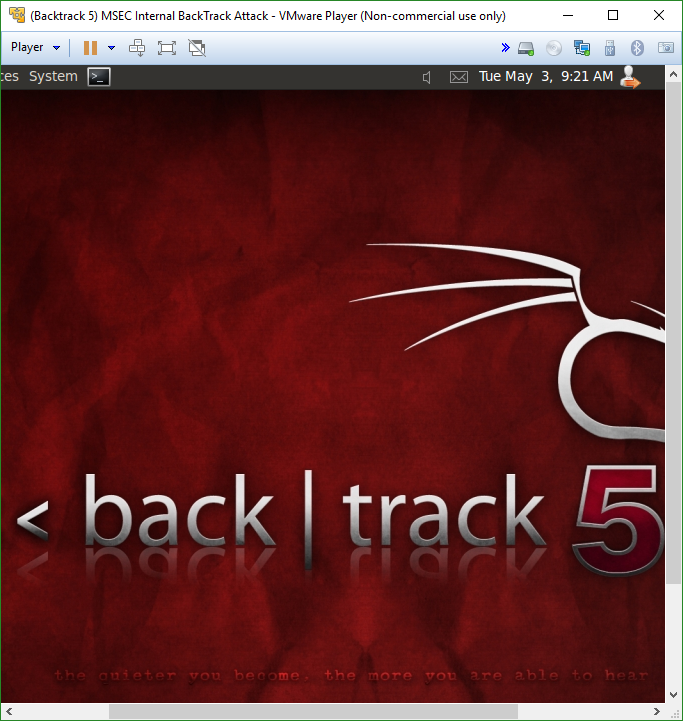 (Backtrack 5) MSEC Internal BackTrack Attack - VMware Player (Non-commercial use only)
Player
ces System Tue May 3, 9:21 AM
< back | track 5
the quieter you become, the more you are able to hear